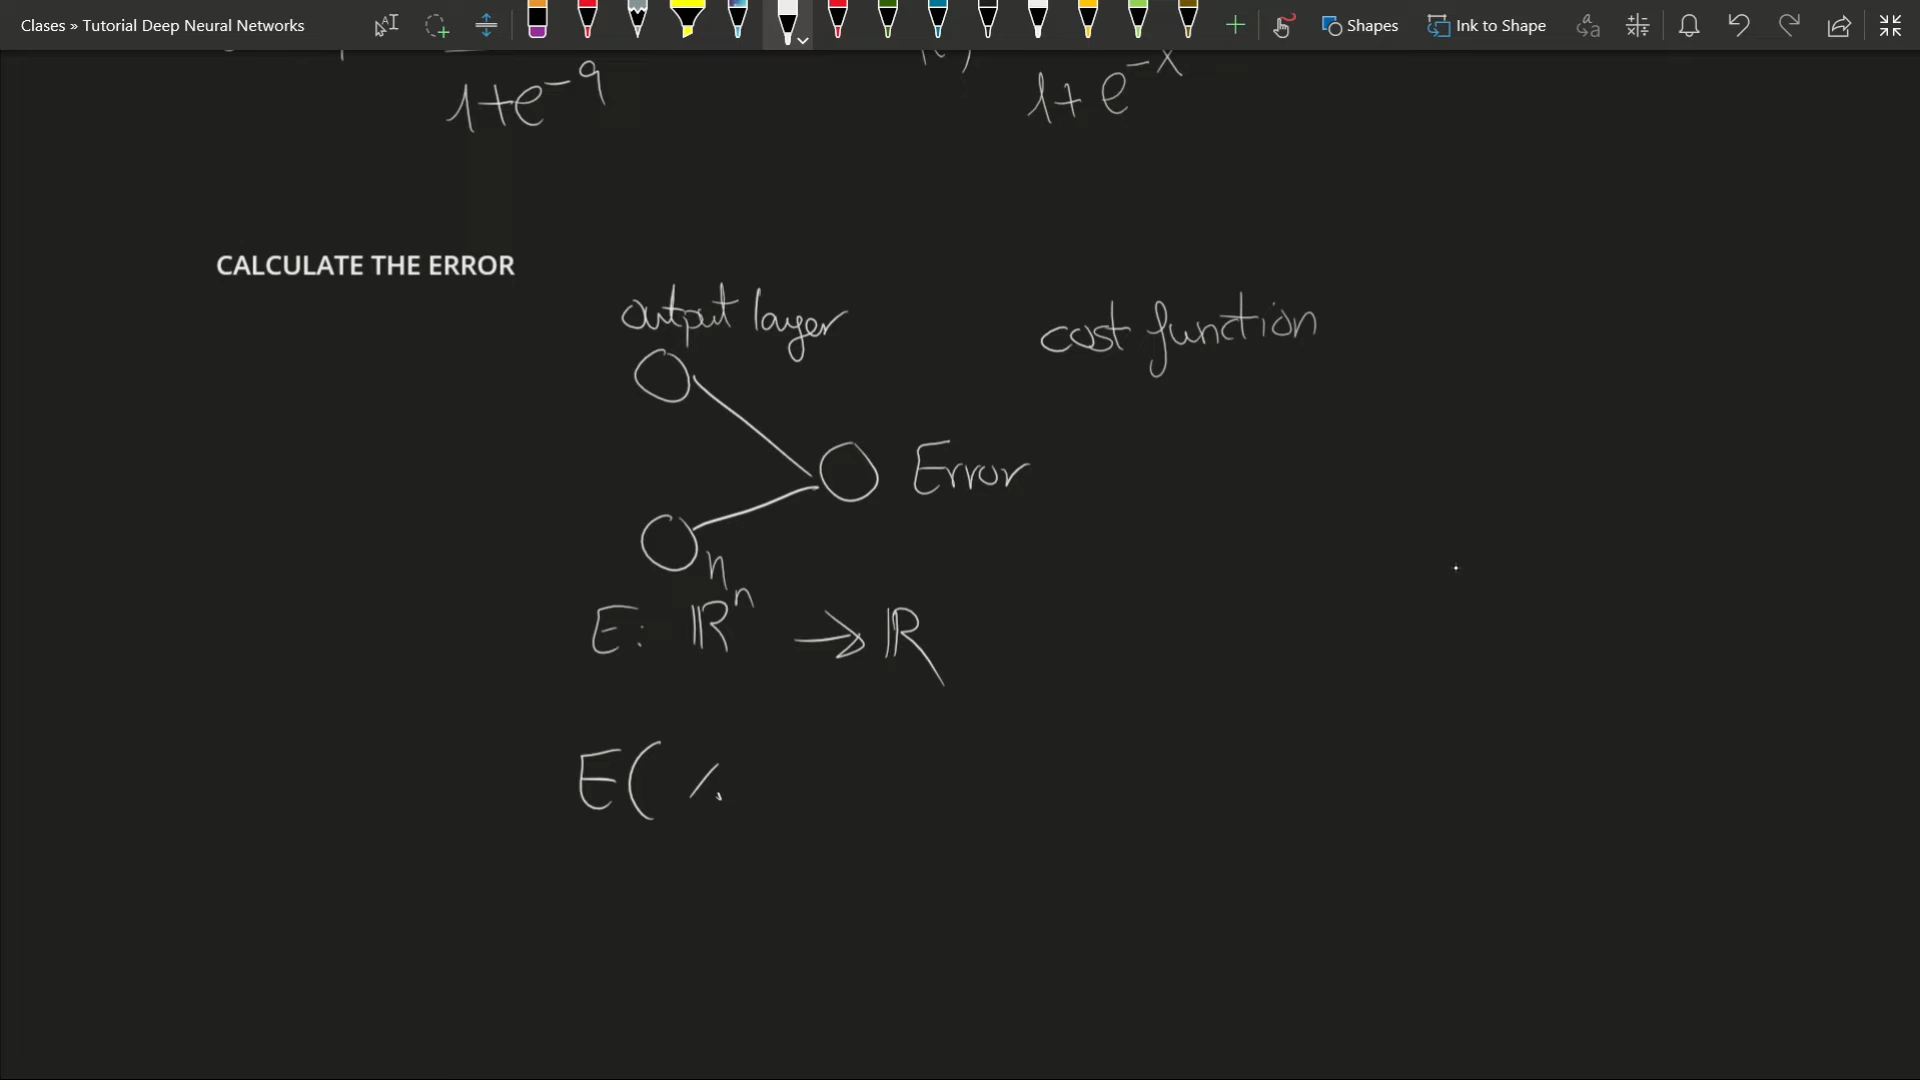 Clases » Tutorial Deep Neural Networks
Shapes
Ink to Shape
1+e^-9
1+e^-x
CALCULATE THE ERROR
output layer
cost function
Error
n
E: ℝ^n → ℝ
E(